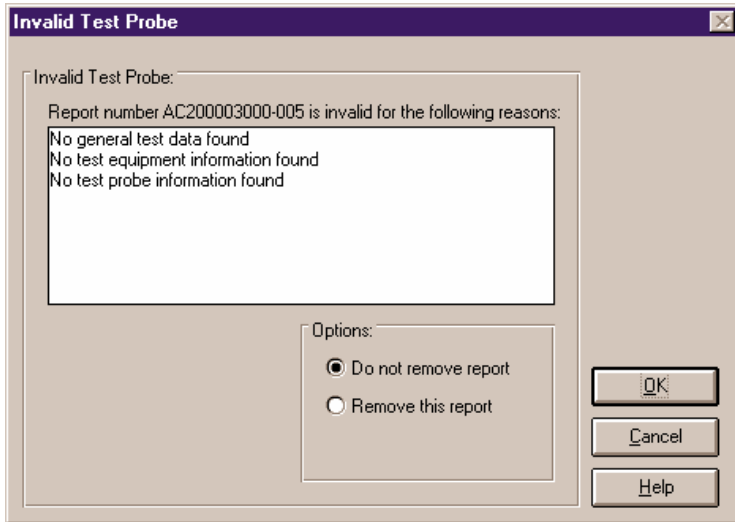 Invalid Test Probe
Invalid Test Probe:
Report number AC200003000-005 is invalid for the following reasons:
No general test data found
No test equipment information found
No test probe information found
Options:
Do not remove report
Remove this report
OK
Cancel
Help